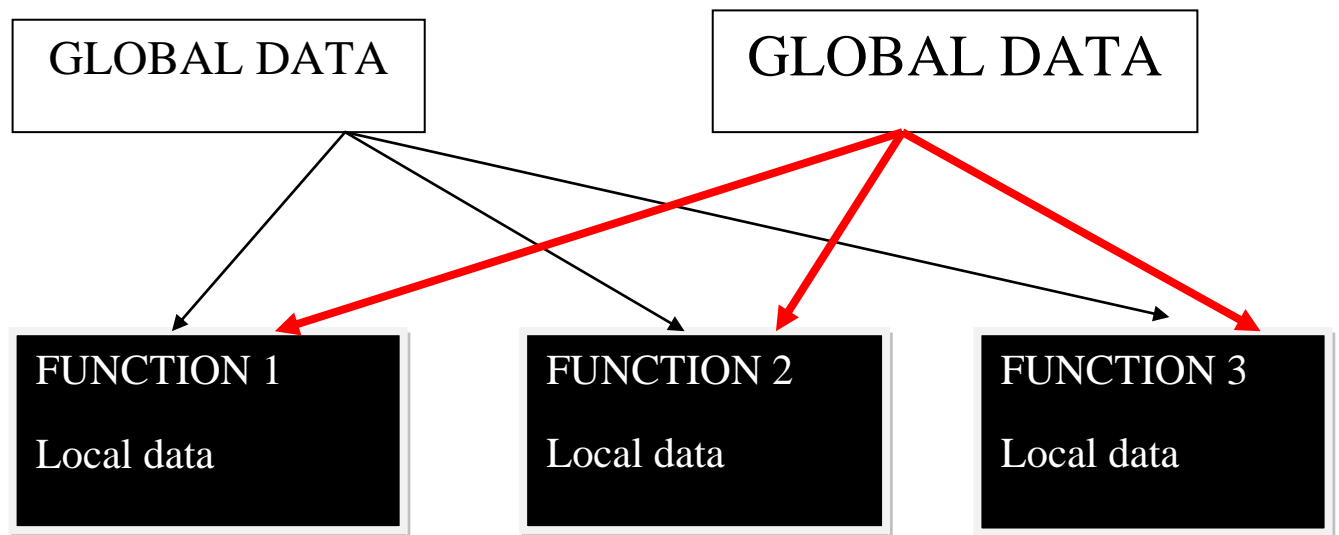 GLOBAL DATA
GLOBAL DATA
FUNCTION 1
Local data
FUNCTION 2
Local data
FUNCTION 3
Local data